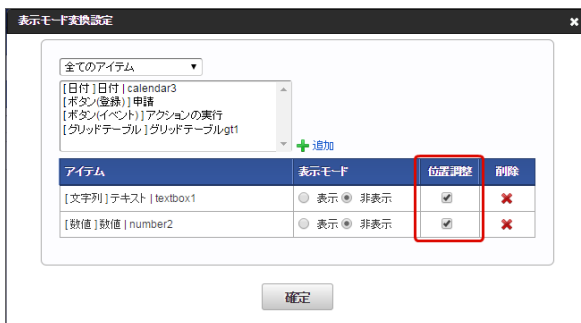 表示モード変換設定
全てのアイテム
[日付]日付 | calendar3
[ボタン(登録)]申請
[ボタン(イベント)]アクションの実行
[グリッドテーブル]グリッドテーブルgt1
追加
アイテム 表示モード 位置調整 削除
[文字列]テキスト | textbox1 表示 非表示
[数値]数値 | number2 表示 非表示
確定